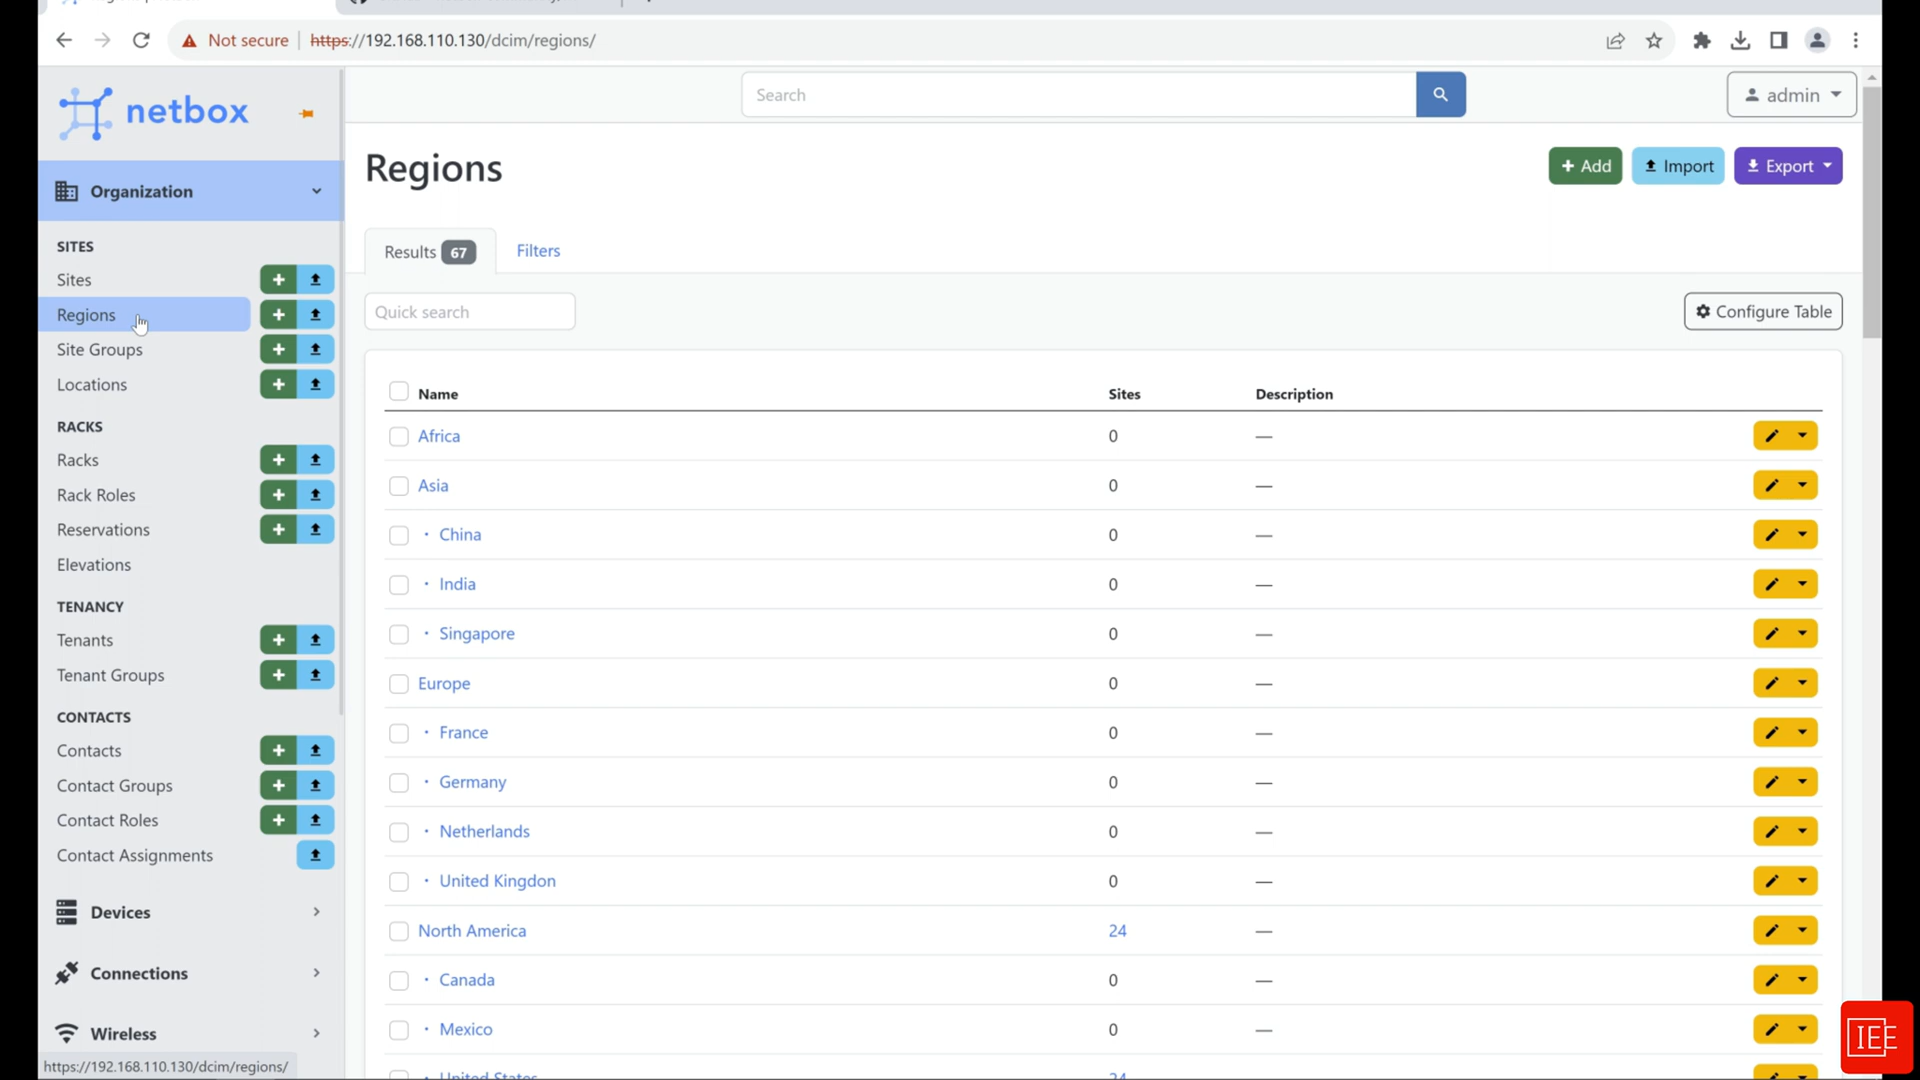 Not secure https://192.168.110.130/dcim/regions/
netbox
Search
admin
Organization
Regions
Add
Import
Export
SITES
Results 67
Filters
Sites
Regions
Quick search
Configure Table
Site Groups
Locations
Name Sites Description
RACKS
Africa 0 —
Racks
Asia 0 —
Rack Roles
Reservations
China 0 —
Elevations
India 0 —
TENANCY
Singapore 0 —
Tenants
Tenant Groups
Europe 0 —
CONTACTS
France 0 —
Contacts
Contact Groups
Germany 0 —
Contact Roles
Netherlands 0 —
Contact Assignments
United Kingdom 0 —
Devices
North America 24 —
Connections
Canada 0 —
Wireless
Mexico 0 —
https://192.168.110.130/dcim/regions/
United States 24
IEE